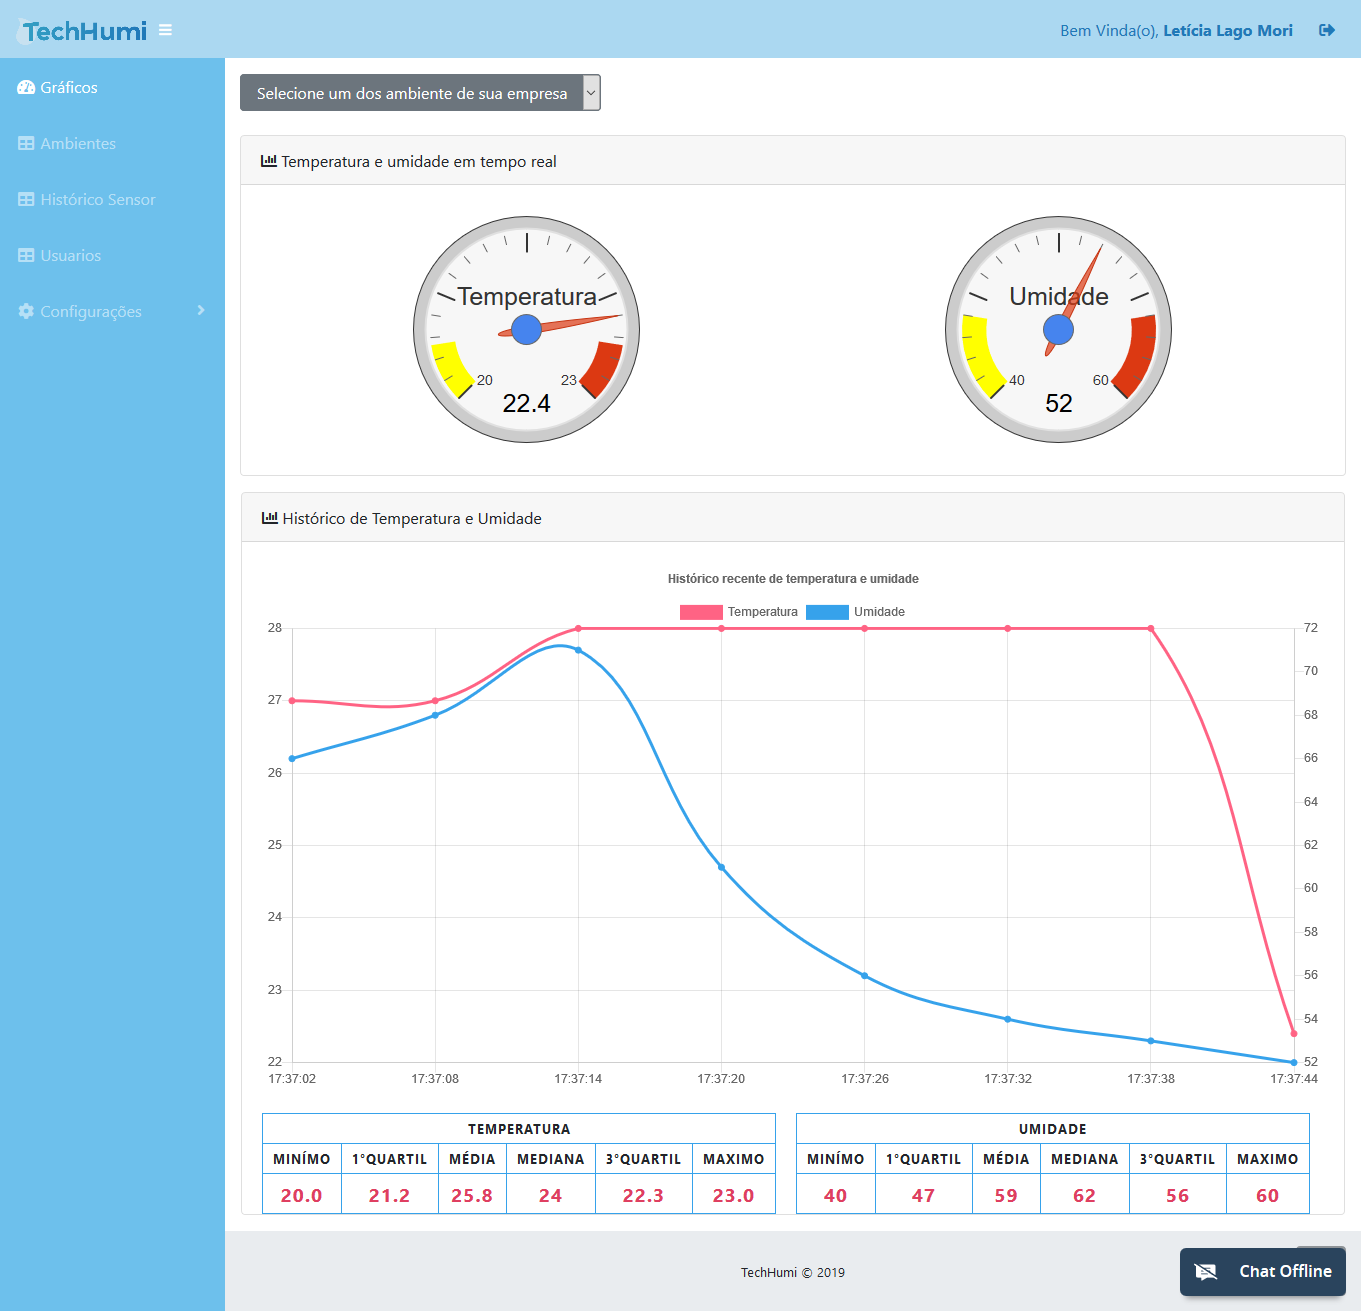 TechHumi
Bem Vinda(o), Letícia Lago Mori
Gráficos
Ambientes
Histórico Sensor
Usuarios
Configurações
Selecione um dos ambiente de sua empresa
Temperatura e umidade em tempo real
Temperatura
20 23
22.4
Umidade
40 60
52
Histórico de Temperatura e Umidade
Histórico recente de temperatura e umidade
Temperatura Umidade
28 72
70
27
68
26 66
64
25 62
60
24
58
23 56
54
22 52
17:37:02 17:37:08 17:37:14 17:37:20 17:37:26 17:37:32 17:37:38 17:37:44
TEMPERATURA
MINÍMO 1°QUARTIL MÉDIA MEDIANA 3°QUARTIL MAXIMO
20.0 21.2 25.8 24 22.3 23.0
UMIDADE
MINÍMO 1°QUARTIL MÉDIA MEDIANA 3°QUARTIL MAXIMO
40 47 59 62 56 60
TechHumi © 2019
Chat Offline